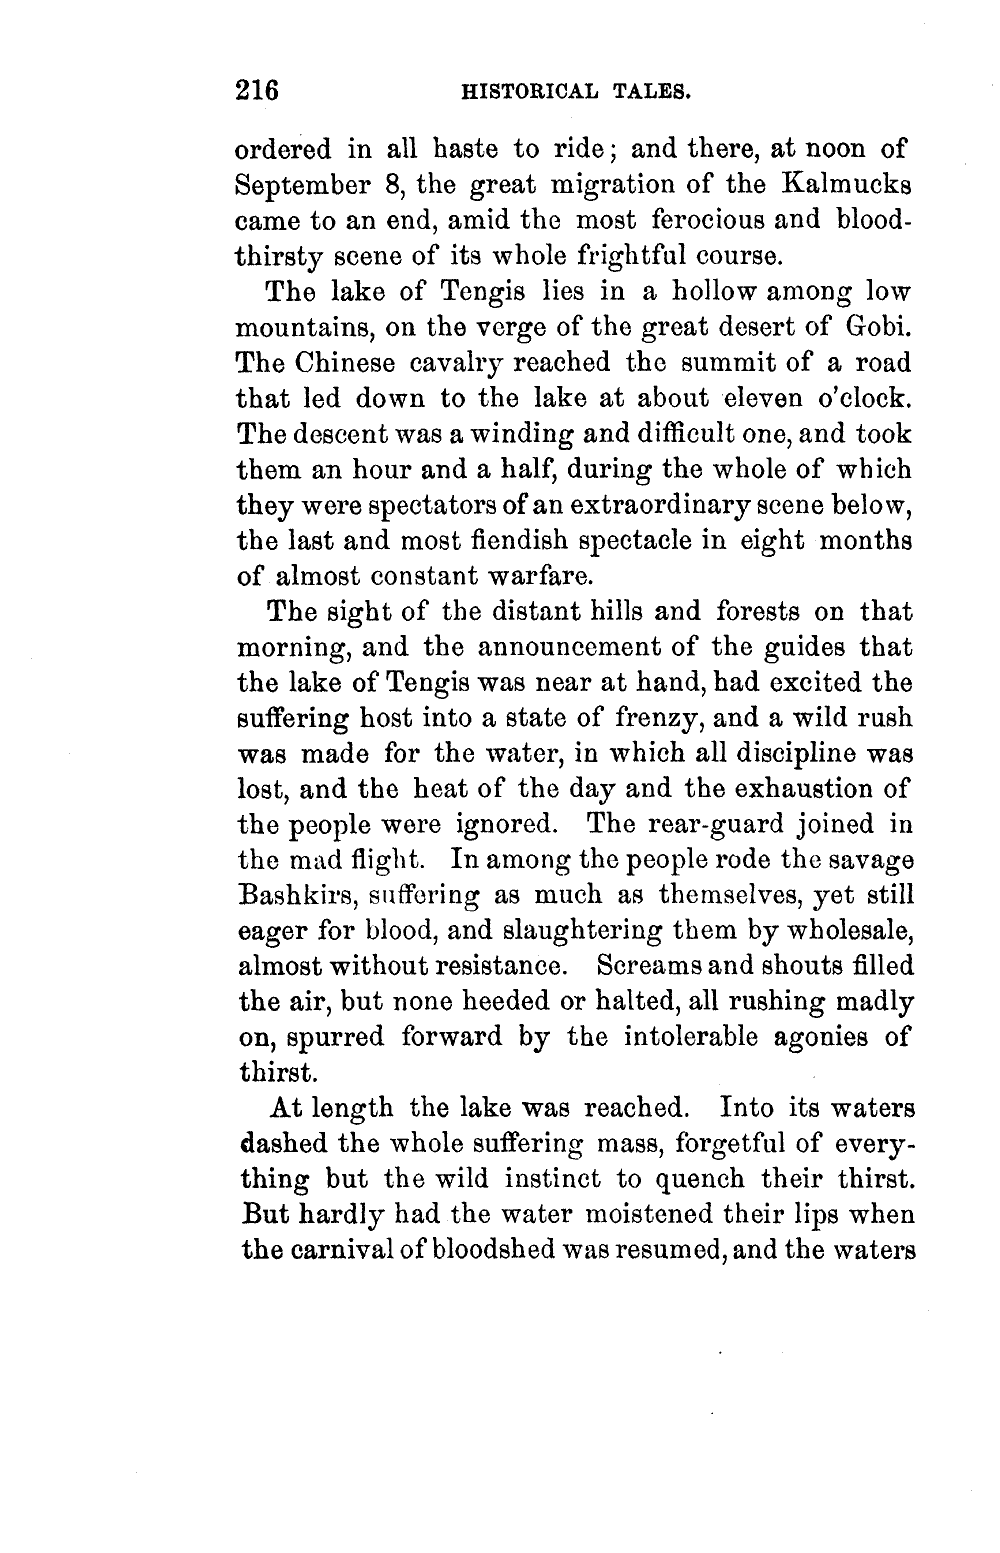 216 HISTORICAL TALES.
ordered in all haste to ride; and there, at noon of
September 8, the great migration of the Kalmucks
came to an end, amid the most ferocious and blood-
thirsty scene of its whole frightful course.
The lake of Tengis lies in a hollow among low
mountains, on the verge of the great desert of Gobi.
The Chinese cavalry reached the summit of a road
that led down to the lake at about eleven o'clock.
The descent was a winding and difficult one, and took
them an hour and a half, during the whole of which
they were spectators of an extraordinary scene below,
the last and most fiendish spectacle in eight months
of almost constant warfare.
The sight of the distant hills and forests on that
morning, and the announcement of the guides that
the lake of Tengis was near at hand, had excited the
suffering host into a state of frenzy, and a wild rush
was made for the water, in which all discipline was
lost, and the heat of the day and the exhaustion of
the people were ignored. The rear-guard joined in
the mad flight. In among the people rode the savage
Bashkirs, suffering as much as themselves, yet still
eager for blood, and slaughtering them by wholesale,
almost without resistance. Screams and shouts filled
the air, but none heeded or halted, all rushing madly
on, spurred forward by the intolerable agonies of
thirst.
At length the lake was reached. Into its waters
dashed the whole suffering mass, forgetful of every-
thing but the wild instinct to quench their thirst.
But hardly had the water moistened their lips when
the carnival of bloodshed was resumed, and the waters